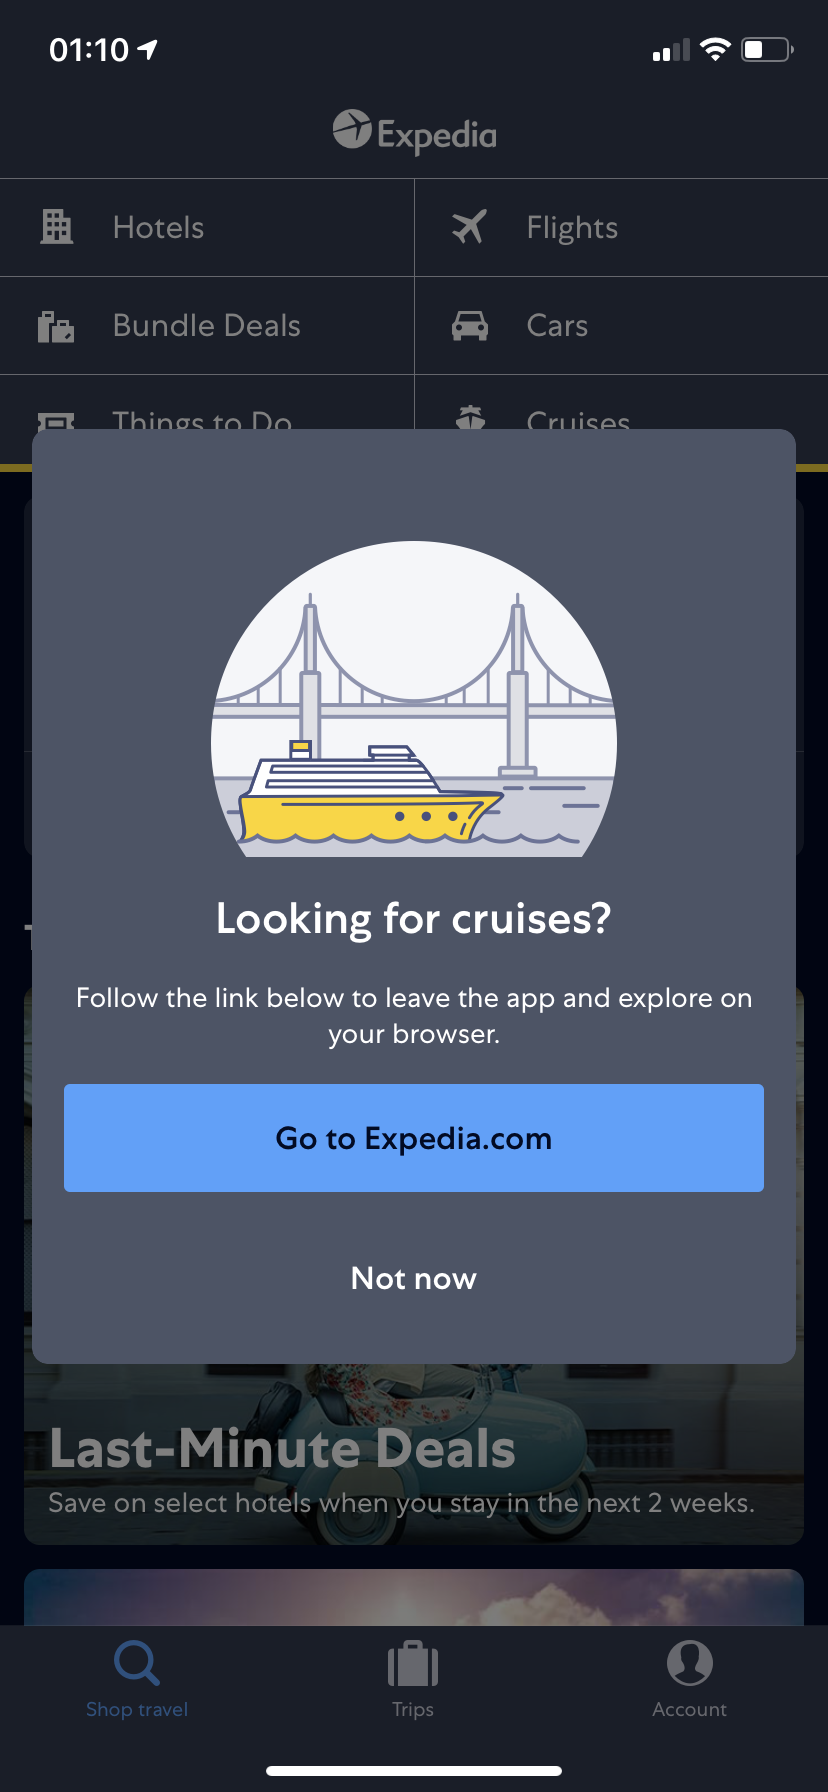 01:10
Expedia
Hotels
Flights
Bundle Deals
Cars
Things to Do
Cruises
Looking for cruises?
Follow the link below to leave the app and explore on
your browser.
Go to Expedia.com
Not now
Last-Minute Deals
Save on select hotels when you stay in the next 2 weeks.
Shop travel
Trips
Account